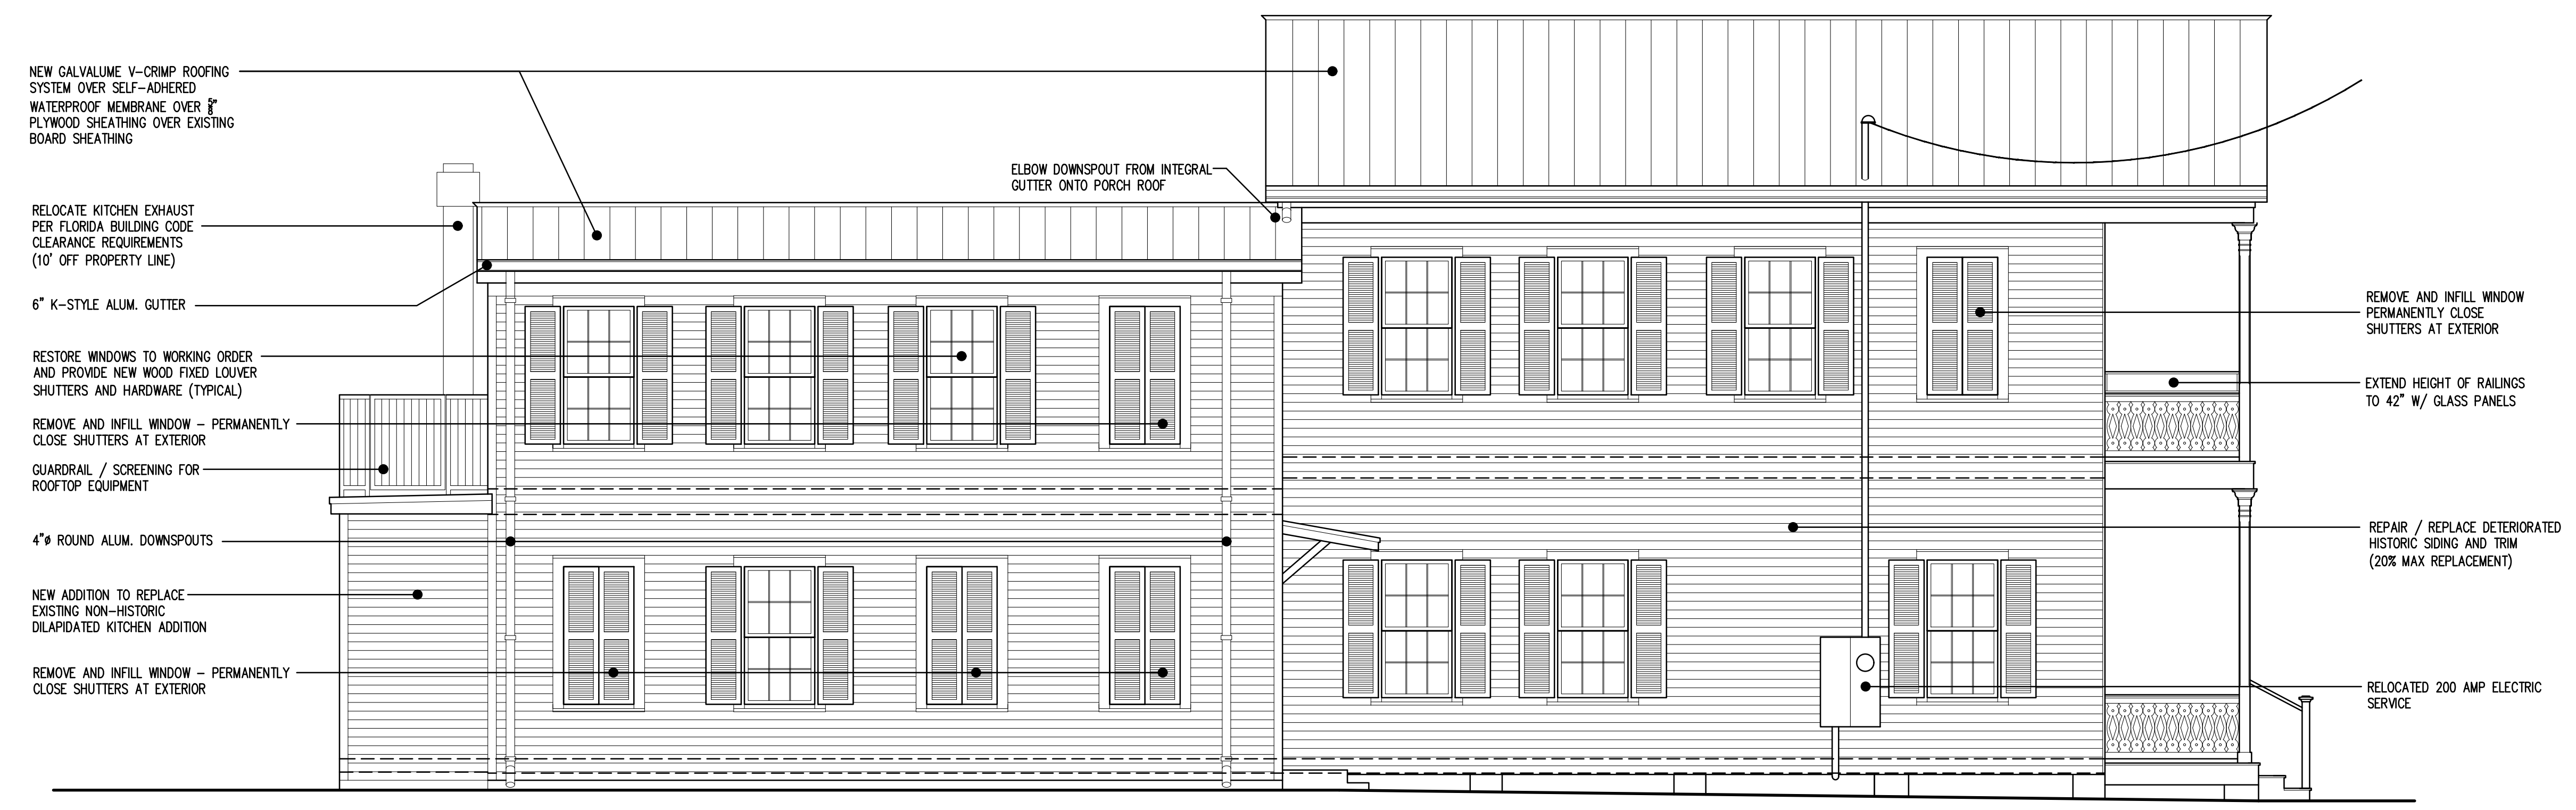 NEW GALVALUME V-CRIMP ROOFING
SYSTEM OVER SELF-ADHERED
WATERPROOF MEMBRANE OVER 5/8"
PLYWOOD SHEATHING OVER EXISTING
BOARD SHEATHING
ELBOW DOWNSPOUT FROM INTEGRAL
GUTTER ONTO PORCH ROOF
RELOCATE KITCHEN EXHAUST
PER FLORIDA BUILDING CODE
CLEARANCE REQUIREMENTS
(10' OFF PROPERTY LINE)
6" K-STYLE ALUM. GUTTER
RESTORE WINDOWS TO WORKING ORDER
AND PROVIDE NEW WOOD FIXED LOUVER
SHUTTERS AND HARDWARE (TYPICAL)
REMOVE AND INFILL WINDOW - PERMANENTLY
CLOSE SHUTTERS AT EXTERIOR
GUARDRAIL / SCREENING FOR
ROOFTOP EQUIPMENT
4"ø ROUND ALUM. DOWNSPOUTS
NEW ADDITION TO REPLACE
EXISTING NON-HISTORIC
DILAPIDATED KITCHEN ADDITION
REMOVE AND INFILL WINDOW - PERMANENTLY
CLOSE SHUTTERS AT EXTERIOR
REMOVE AND INFILL WINDOW
PERMANENTLY CLOSE
SHUTTERS AT EXTERIOR
EXTEND HEIGHT OF RAILINGS
TO 42" W/ GLASS PANELS
REPAIR / REPLACE DETERIORATED
HISTORIC SIDING AND TRIM
(20% MAX REPLACEMENT)
RELOCATED 200 AMP ELECTRIC
SERVICE